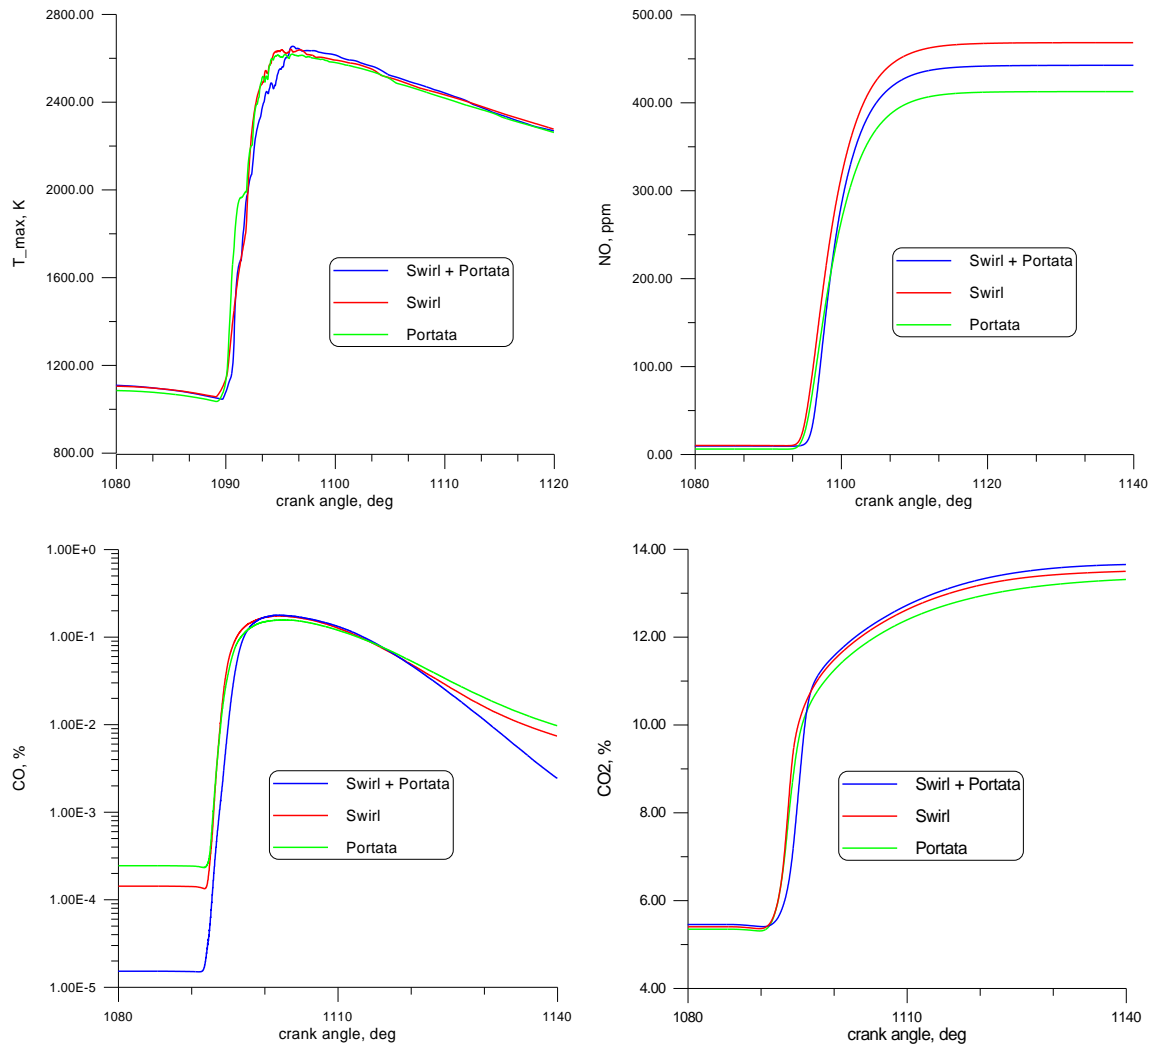 2800.00
2400.00
2000.00
1600.00
1200.00
800.00
T_max, K
1080
1090
1100
1110
1120
crank angle, deg
Swirl + Portata
Swirl
Portata
500.00
400.00
300.00
200.00
100.00
0.00
NO, ppm
1080
1100
1120
1140
crank angle, deg
Swirl + Portata
Swirl
Portata
1.00E+0
1.00E-1
1.00E-2
1.00E-3
1.00E-4
1.00E-5
CO, %
1080
1110
1140
crank angle, deg
Swirl + Portata
Swirl
Portata
14.00
12.00
10.00
8.00
6.00
4.00
CO2, %
1080
1110
1140
crank angle, deg
Swirl + Portata
Swirl
Portata